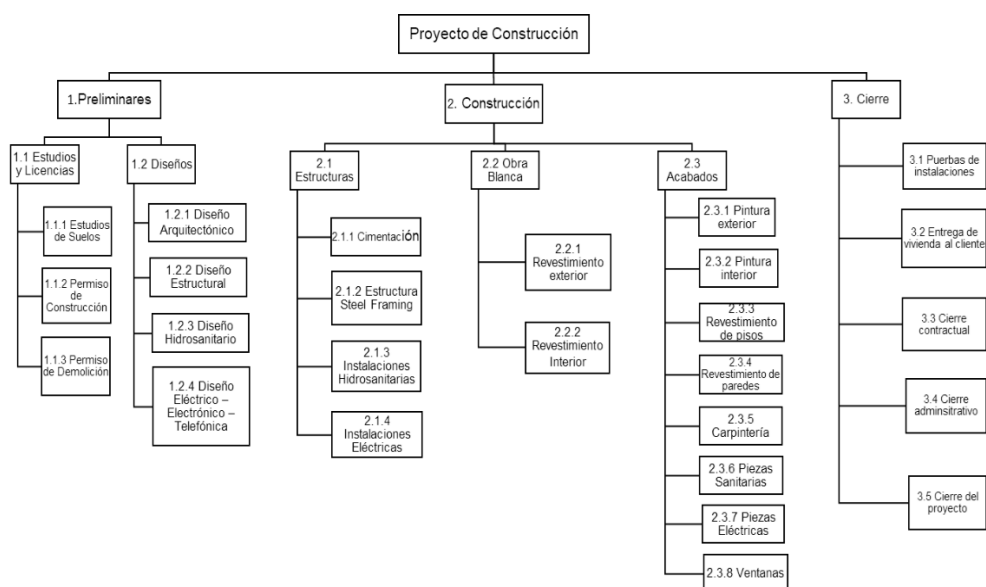 Proyecto de Construcción
1.Preliminares
2. Construcción
3. Cierre
1.1 Estudios
y Licencias
1.2 Diseños
2.1
Estructuras
2.2 Obra
Blanca
2.3
Acabados
1.1.1 Estudios
de Suelos
1.1.2 Permiso
de
Construcción
1.1.3 Permiso
de Demolición
1.2.1 Diseño
Arquitectónico
1.2.2 Diseño
Estructural
1.2.3 Diseño
Hidrosanitario
1.2.4 Diseño
Eléctrico –
Electrónico –
Telefónica
2.1.1 Cimentación
2.1.2 Estructura
Steel Framing
2.1.3
Instalaciones
Hidrosanitarias
2.1.4
Instalaciones
Eléctricas
2.2.1
Revestimiento
exterior
2.2.2
Revestimiento
Interior
2.3.1 Pintura
exterior
2.3.2 Pintura
interior
2.3.3
Revestimiento
de pisos
2.3.4
Revestimiento de
paredes
2.3.5
Carpintería
2.3.6 Piezas
Sanitarias
2.3.7 Piezas
Eléctricas
2.3.8 Ventanas
3.1 Puerbas de
instalaciones
3.2 Entrega de
vivienda al cliente
3.3 Cierre
contractual
3.4 Cierre
adminsitrativo
3.5 Cierre del
proyecto